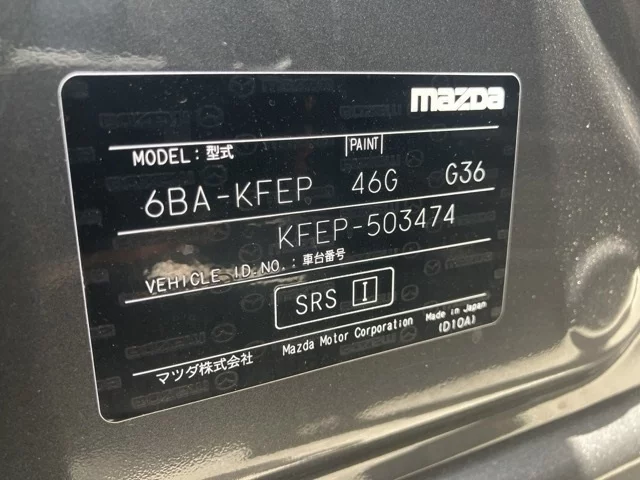 mazda
MODEL:型式 PAINT
6BA-KFEP 46G G36
KFEP-503474
VEHICLE ID.NO.:車台番号
SRS I
マツダ株式会社 Mazda Motor Corporation Made in Japan
(D10A)